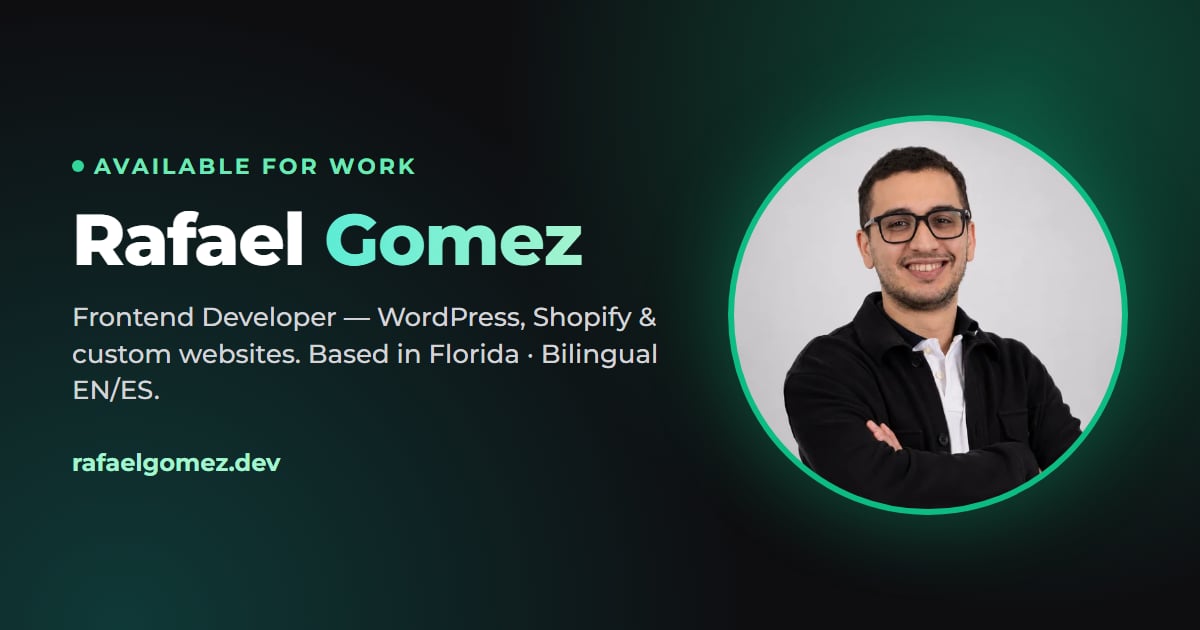 AVAILABLE FOR WORK
Rafael Gomez
Frontend Developer — WordPress, Shopify &
custom websites. Based in Florida · Bilingual
EN/ES.
rafaelgomez.dev